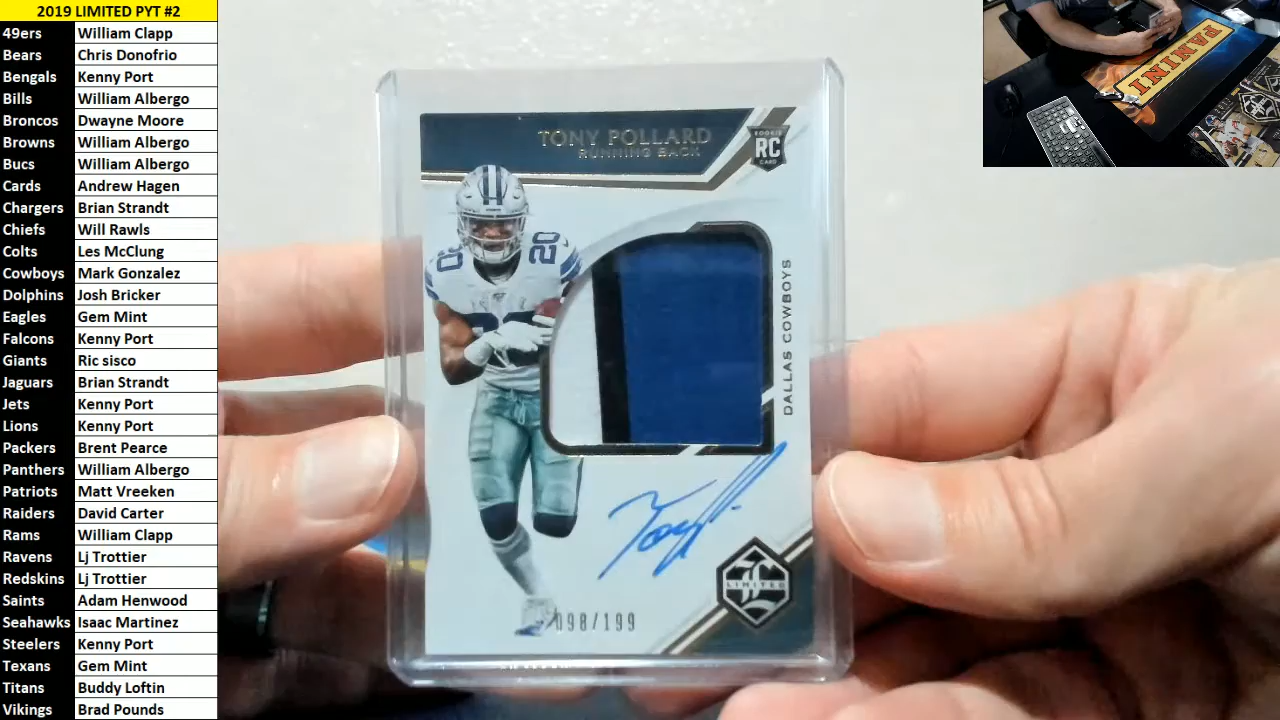 2019 LIMITED PYT #2
49ers William Clapp
Bears Chris Donofrio
Bengals Kenny Port
Bills William Albergo
Broncos Dwayne Moore
Browns William Albergo
Bucs William Albergo
Cards Andrew Hagen
Chargers Brian Strandt
Chiefs Will Rawls
Colts Les McClung
Cowboys Mark Gonzalez
Dolphins Josh Bricker
Eagles Gem Mint
Falcons Kenny Port
Giants Ric sisco
Jaguars Brian Strandt
Jets Kenny Port
Lions Kenny Port
Packers Brent Pearce
Panthers William Albergo
Patriots Matt Vreeken
Raiders David Carter
Rams William Clapp
Ravens Lj Trottier
Redskins Lj Trottier
Saints Adam Henwood
Seahawks Isaac Martinez
Steelers Kenny Port
Texans Gem Mint
Titans Buddy Loftin
Vikings Brad Pounds
TONY POLLARD
RUNNING BACK
ROOKIE
RC
CARD
20
20
20
DALLAS COWBOYS
LIMITED
098/199
PANINI